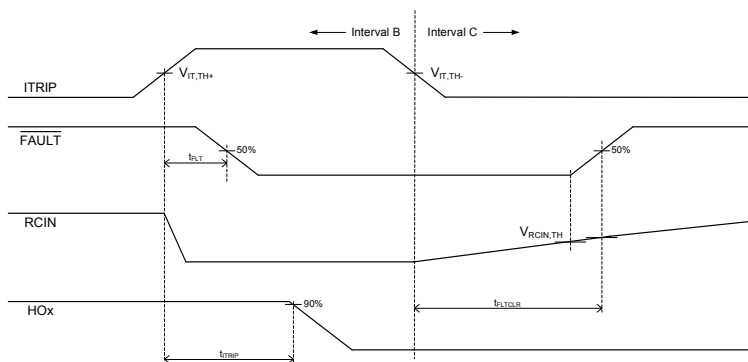 Interval B Interval C
V_IT,TH+ V_IT,TH-
ITRIP
FAULT
50% 50%
t_FLT
RCIN
V_RCIN,TH
90%
t_FLTCLR
HOx
t_ITRIP